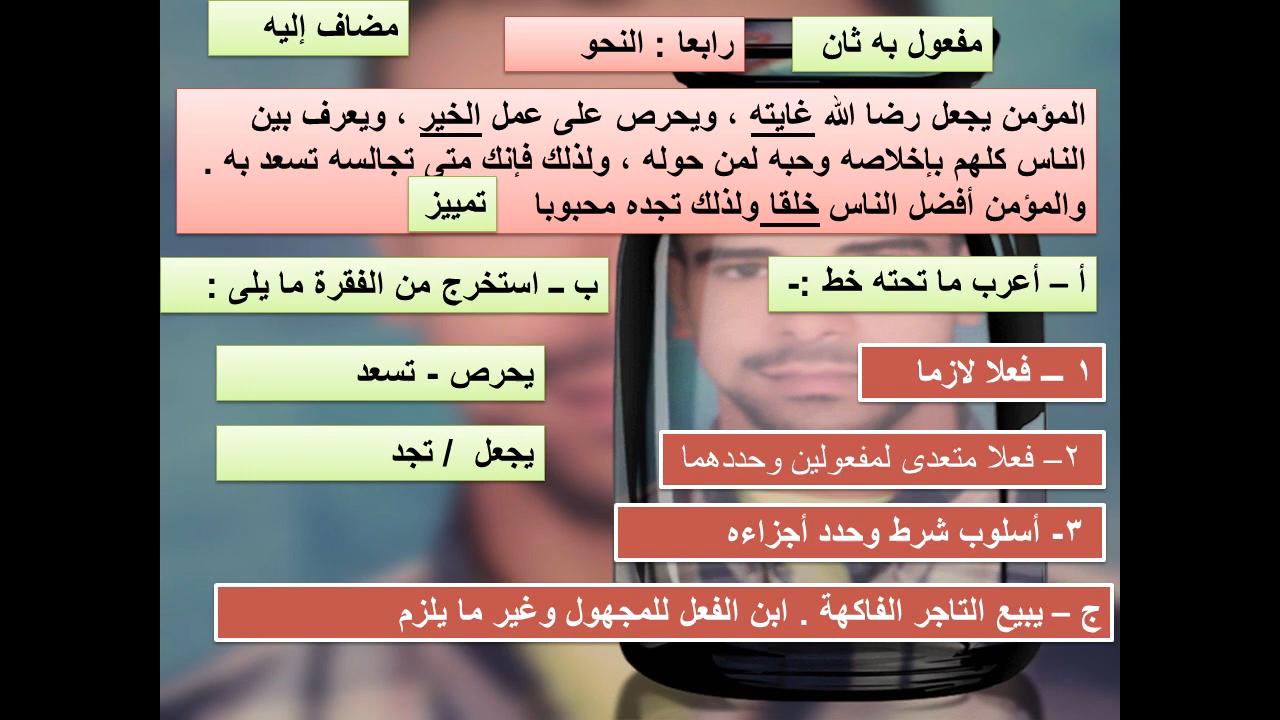 مضاف إليه
رابعا : النحو
مفعول به ثان
المؤمن يجعل رضا الله غايته ، ويحرص على عمل الخير ، ويعرف بين
الناس كلهم بإخلاصه وحبه لمن حوله ، ولذلك فإنك متى تجالسه تسعد به .
والمؤمن أفضل الناس خلقا ولذلك تجده محبوبا
تمييز
أ – أعرب ما تحته خط :-
ب ــ استخرج من الفقرة ما يلى :
١ ــ فعلا لازما
يحرص - تسعد
٢– فعلا متعدى لمفعولين وحددهما
يجعل / تجد
٣- أسلوب شرط وحدد أجزاءه
ج – يبيع التاجر الفاكهة . ابن الفعل للمجهول وغير ما يلزم